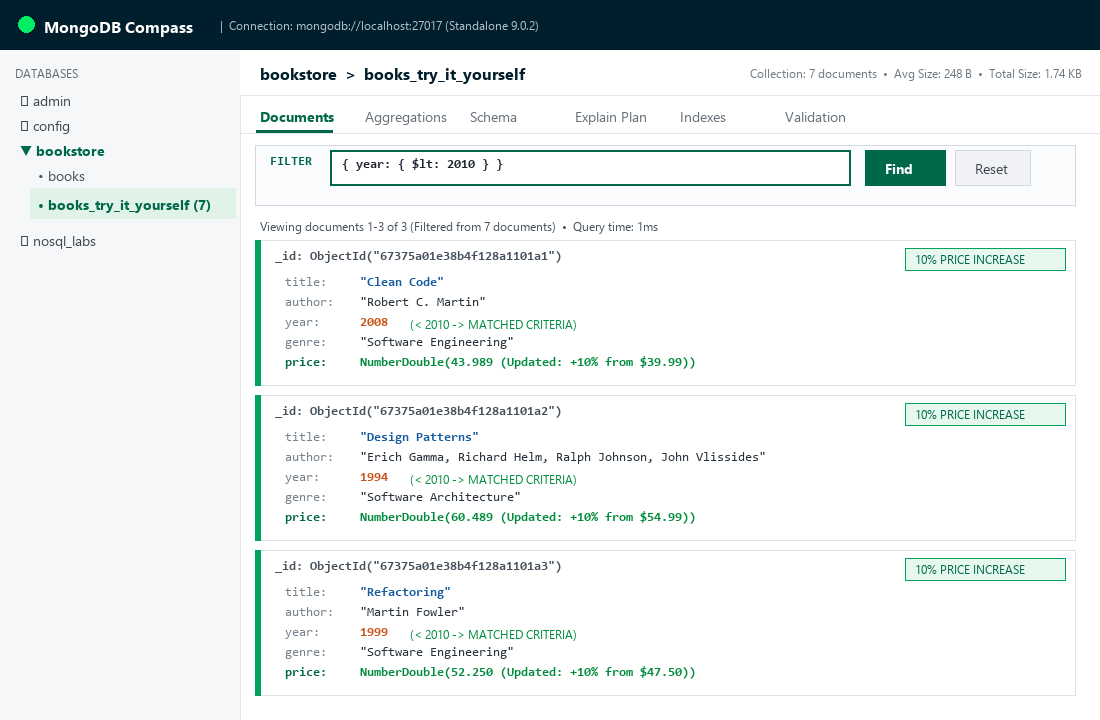 MongoDB Compass | Connection: mongodb://localhost:27017 (Standalone 9.0.2)
DATABASES
admin
config
▼ bookstore
• books
• books_try_it_yourself (7)
nosql_labs
bookstore > books_try_it_yourself
Collection: 7 documents • Avg Size: 248 B • Total Size: 1.74 KB
Documents Aggregations Schema Explain Plan Indexes Validation
FILTER { year: { $lt: 2010 } } Find Reset
Viewing documents 1-3 of 3 (Filtered from 7 documents) • Query time: 1ms
_id: ObjectId("67375a01e38b4f128a1101a1") 10% PRICE INCREASE
title: "Clean Code"
author: "Robert C. Martin"
year: 2008 (< 2010 -> MATCHED CRITERIA)
genre: "Software Engineering"
price: NumberDouble(43.989 (Updated: +10% from $39.99))
_id: ObjectId("67375a01e38b4f128a1101a2") 10% PRICE INCREASE
title: "Design Patterns"
author: "Erich Gamma, Richard Helm, Ralph Johnson, John Vlissides"
year: 1994 (< 2010 -> MATCHED CRITERIA)
genre: "Software Architecture"
price: NumberDouble(60.489 (Updated: +10% from $54.99))
_id: ObjectId("67375a01e38b4f128a1101a3") 10% PRICE INCREASE
title: "Refactoring"
author: "Martin Fowler"
year: 1999 (< 2010 -> MATCHED CRITERIA)
genre: "Software Engineering"
price: NumberDouble(52.250 (Updated: +10% from $47.50))